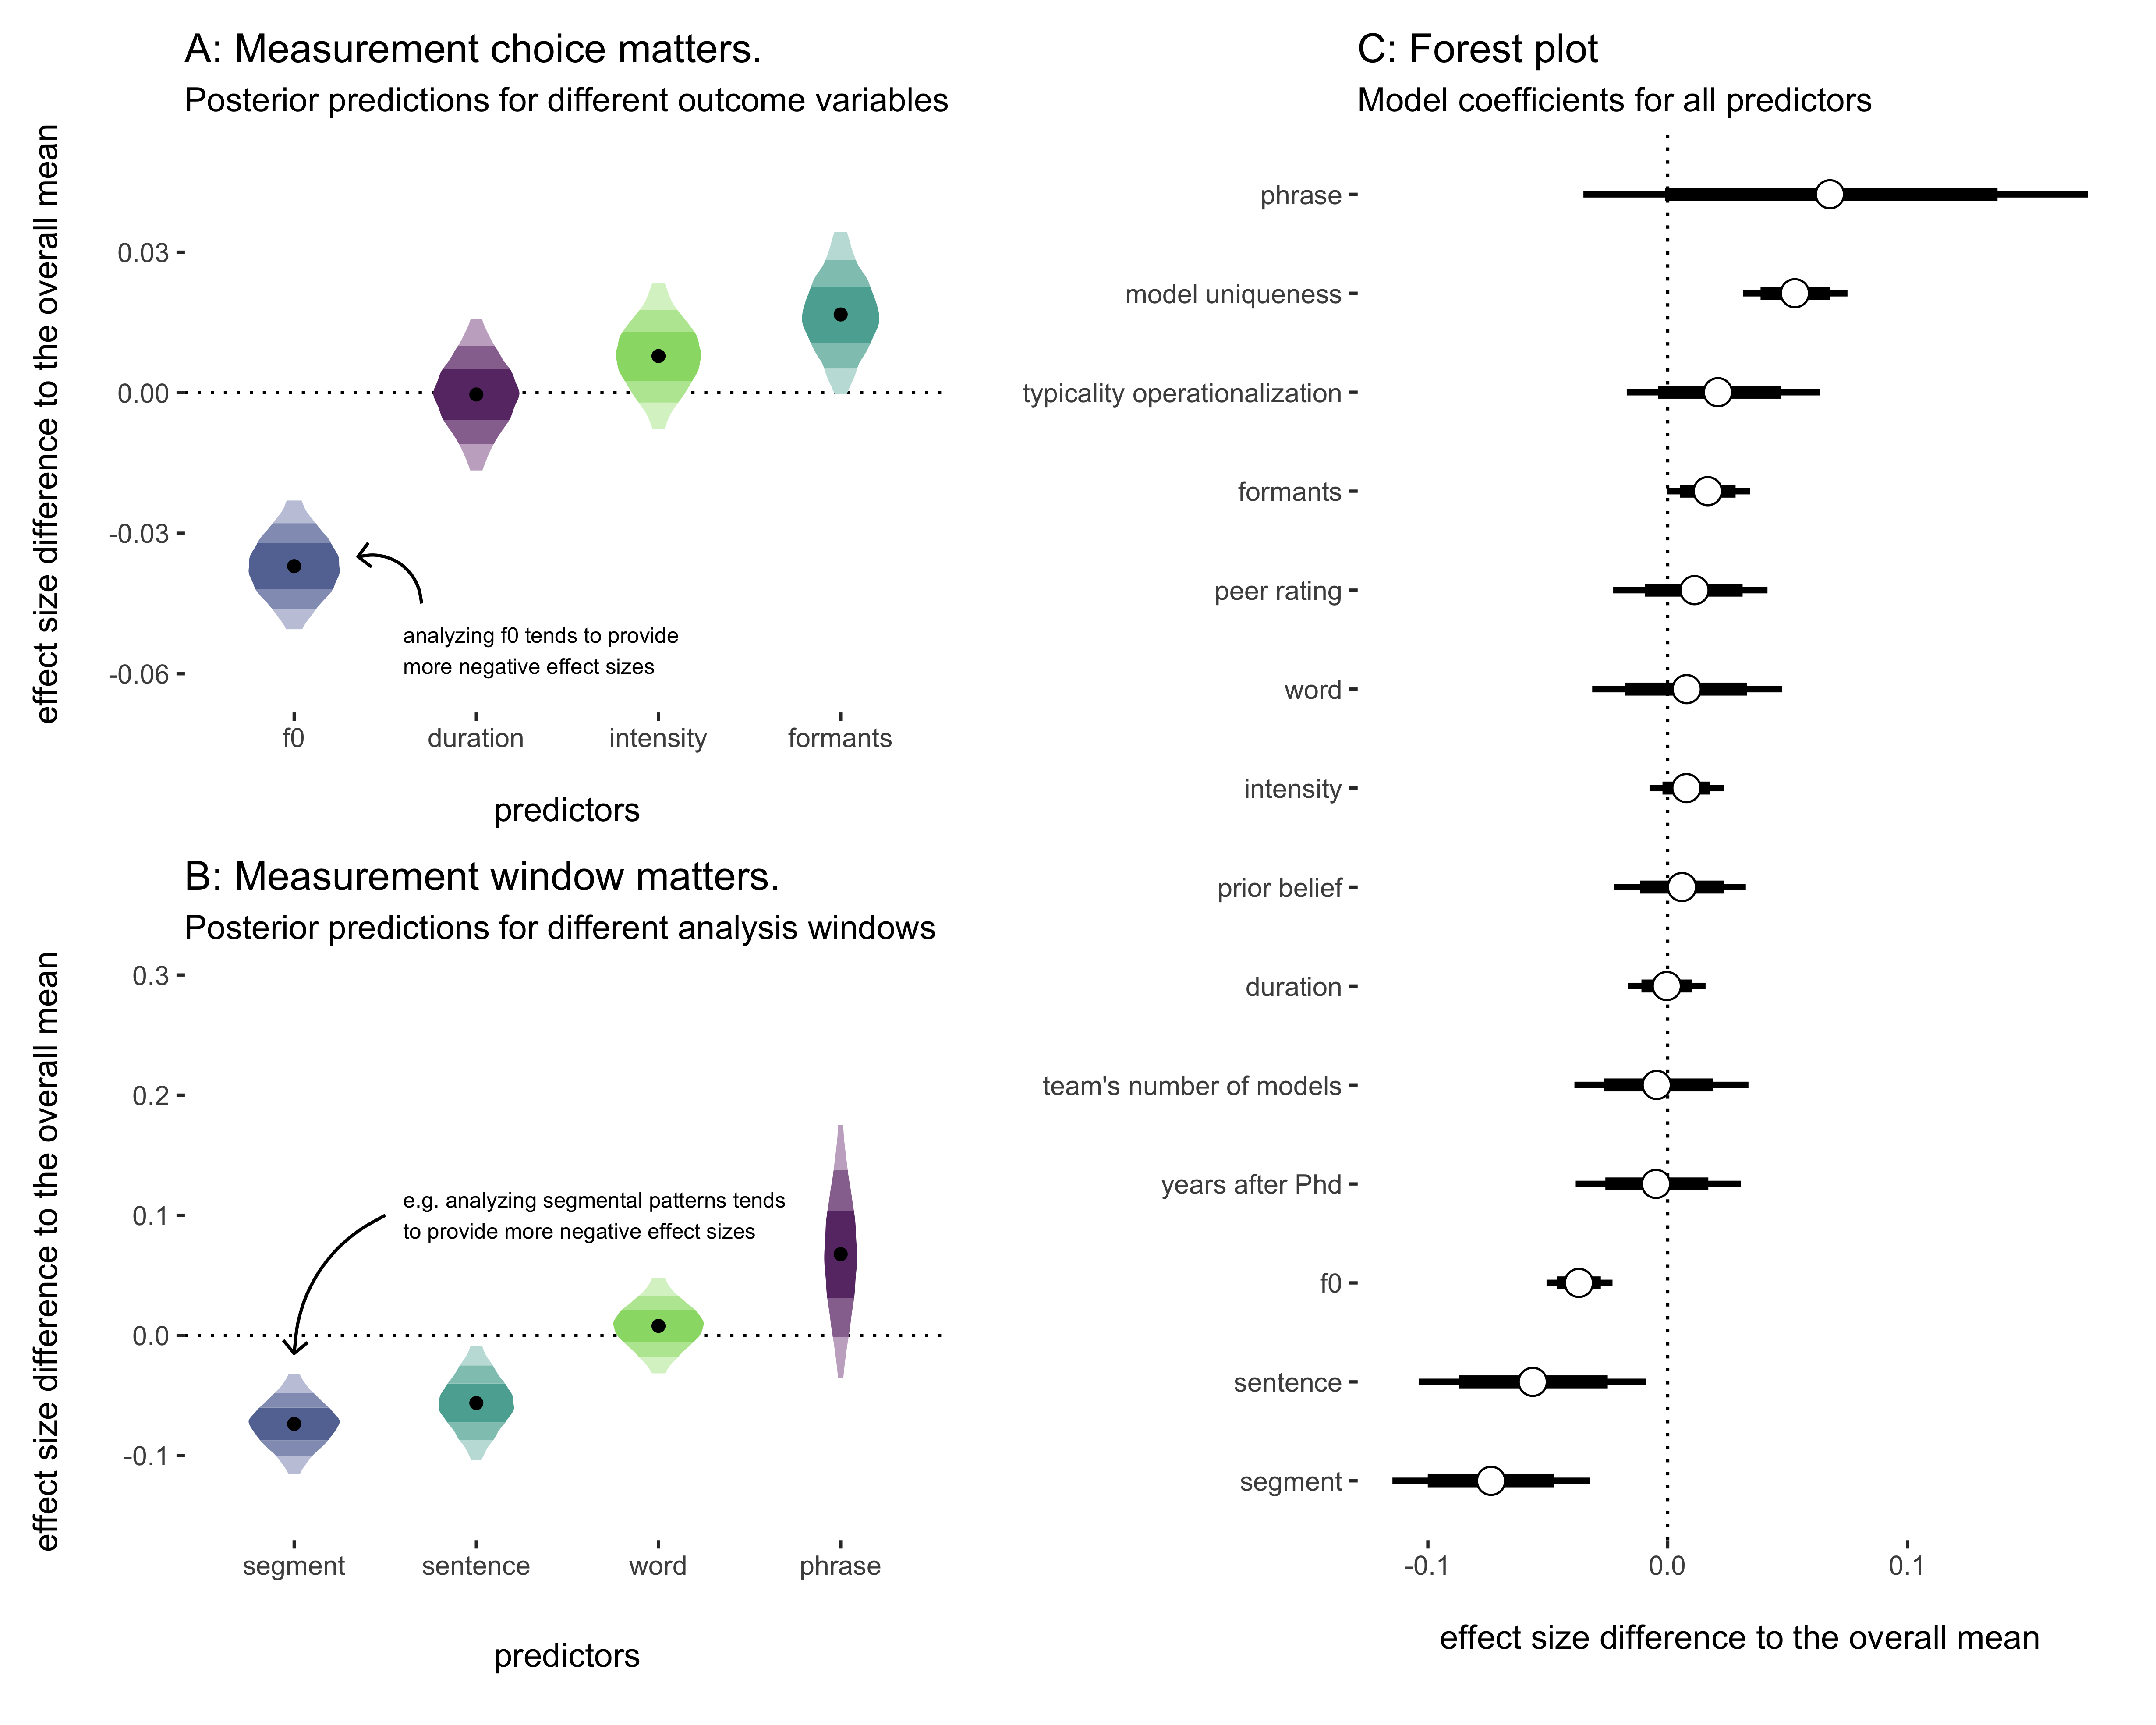 A: Measurement choice matters.
Posterior predictions for different outcome variables
effect size difference to the overall mean
0.03
0.00
-0.03
-0.06
analyzing f0 tends to provide
more negative effect sizes
f0 duration intensity formants
predictors
B: Measurement window matters.
Posterior predictions for different analysis windows
effect size difference to the overall mean
0.3
0.2
0.1
0.0
-0.1
e.g. analyzing segmental patterns tends
to provide more negative effect sizes
segment sentence word phrase
predictors
C: Forest plot
Model coefficients for all predictors
phrase
model uniqueness
typicality operationalization
formants
peer rating
word
intensity
prior belief
duration
team's number of models
years after Phd
f0
sentence
segment
-0.1 0.0 0.1
effect size difference to the overall mean